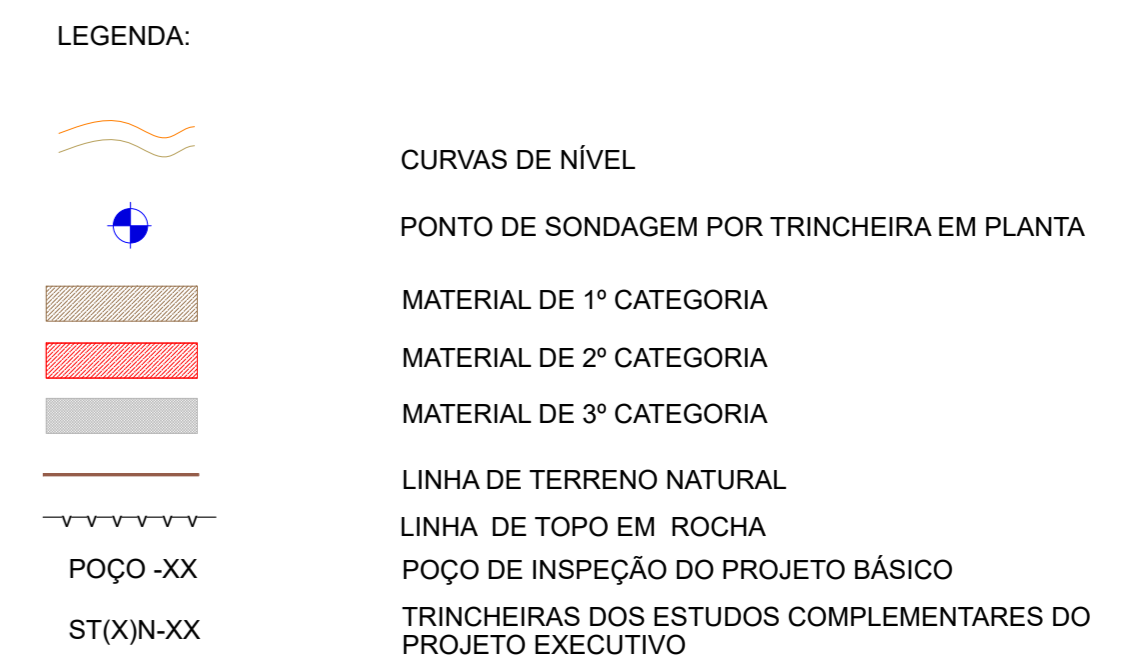 LEGENDA:
CURVAS DE NÍVEL
PONTO DE SONDAGEM POR TRINCHEIRA EM PLANTA
MATERIAL DE 1º CATEGORIA
MATERIAL DE 2º CATEGORIA
MATERIAL DE 3º CATEGORIA
LINHA DE TERRENO NATURAL
LINHA DE TOPO EM ROCHA
POÇO -XX POÇO DE INSPEÇÃO DO PROJETO BÁSICO
ST(X)N-XX TRINCHEIRAS DOS ESTUDOS COMPLEMENTARES DO
PROJETO EXECUTIVO